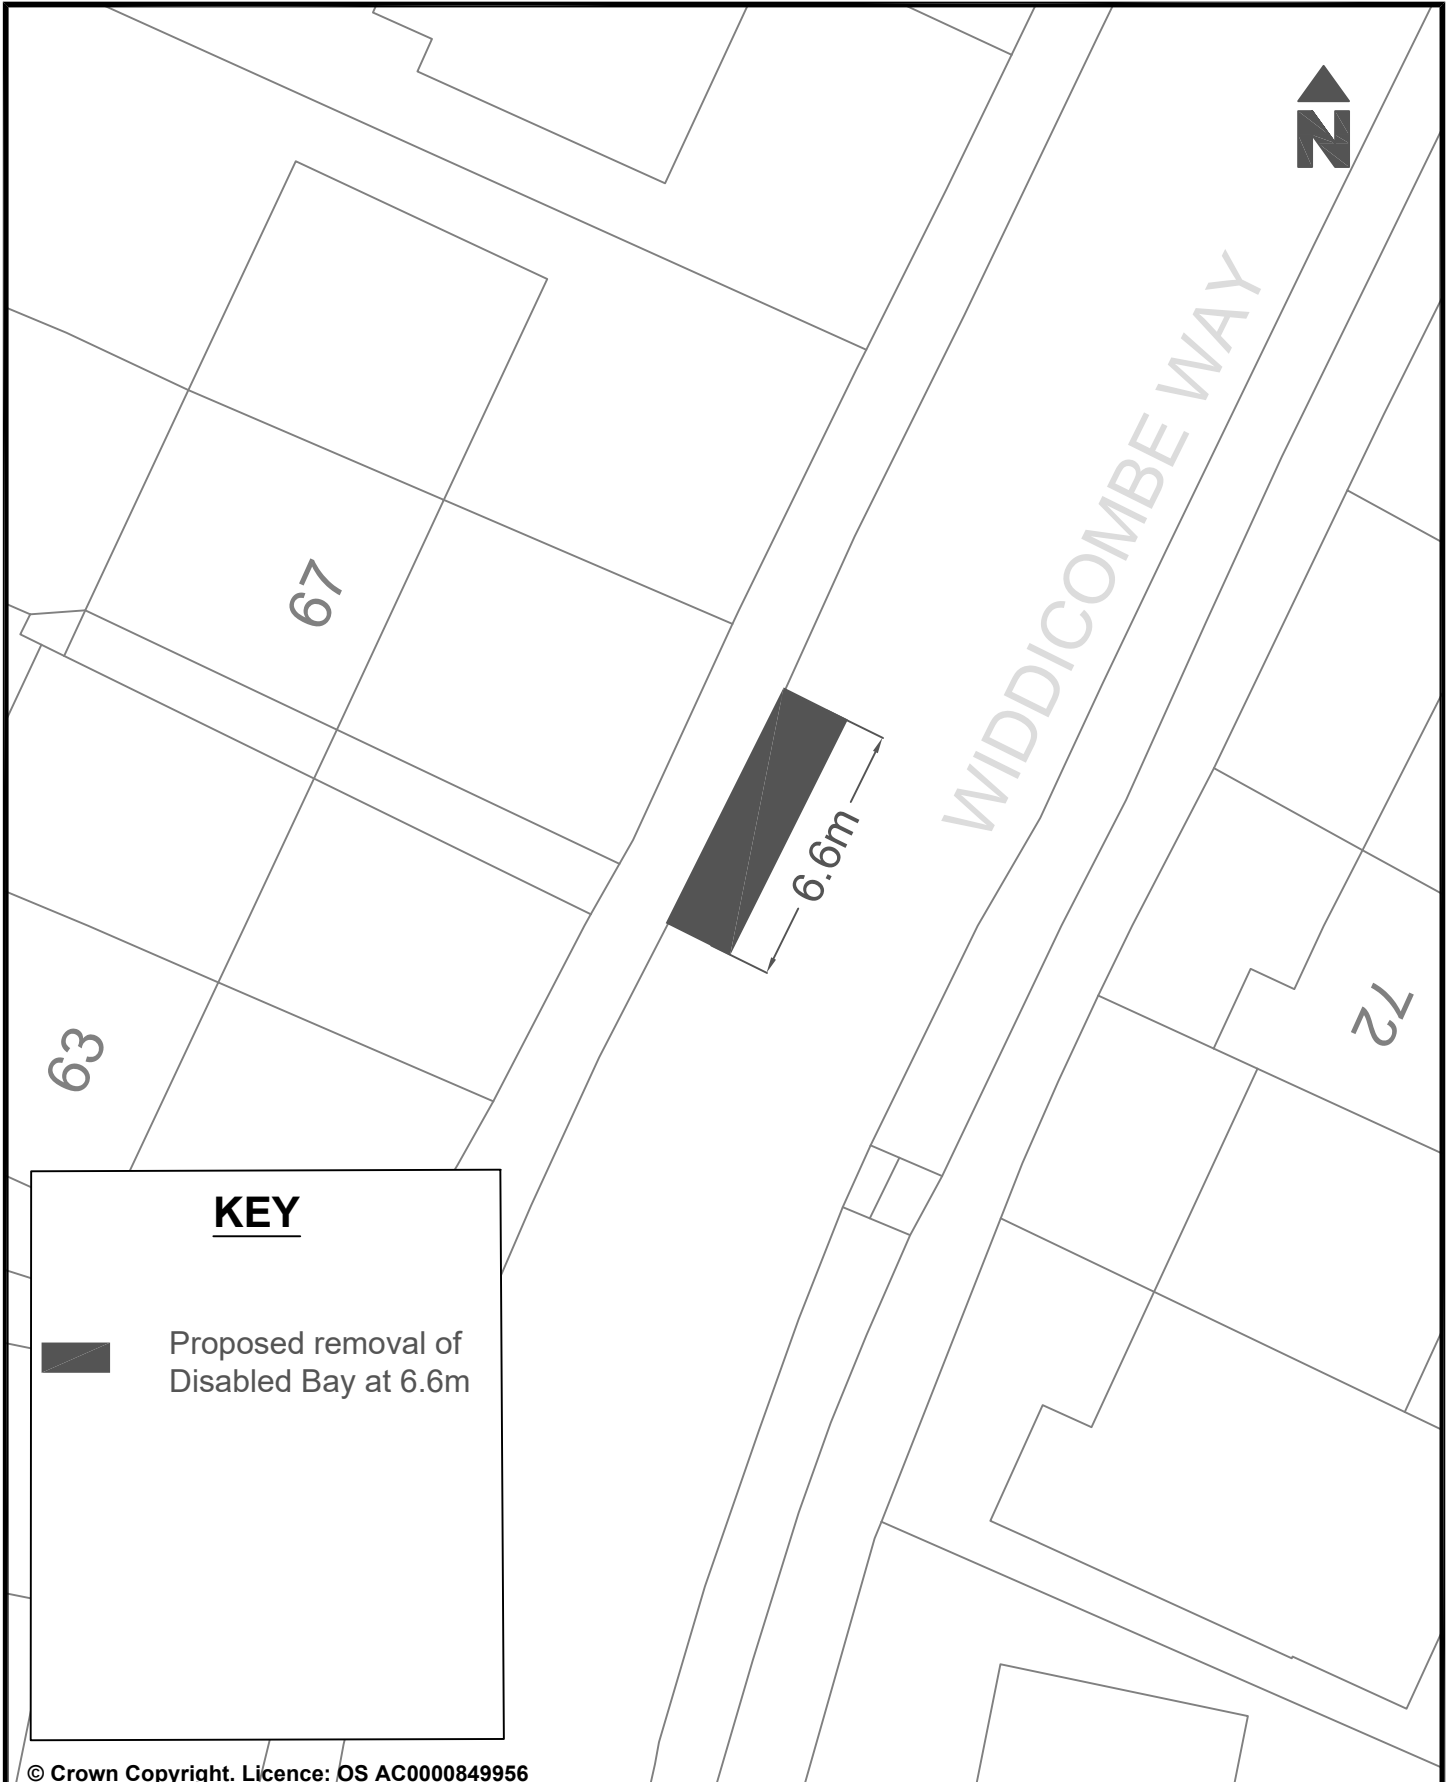 N
WIDDICOMBE WAY
67
6.6m
72
63
KEY
Proposed removal of
Disabled Bay at 6.6m
© Crown Copyright. Licence: OS AC0000849956